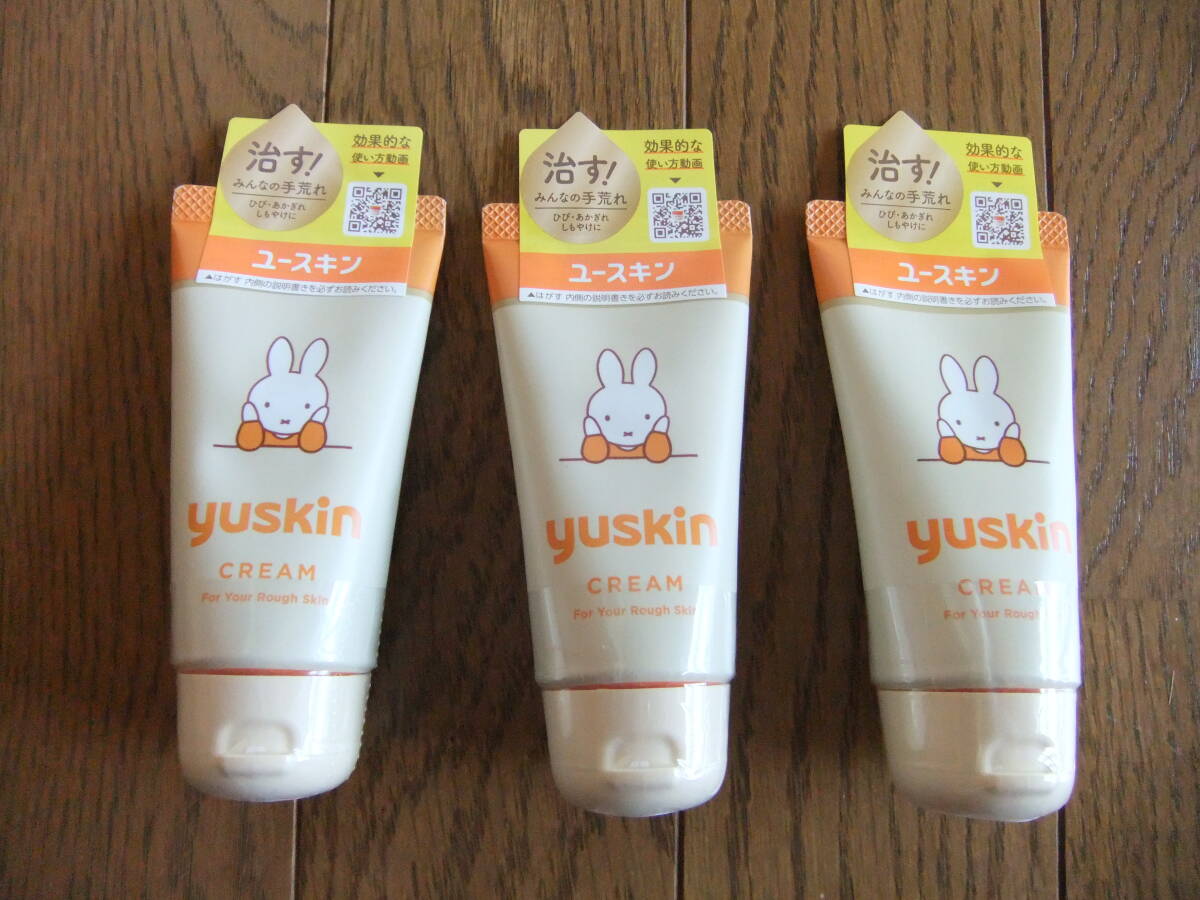 治す!
みんなの手荒れ
ひび・あかぎれ
しもやけに
効果的な
使い方動画
ユースキン
▲はがす 内側の説明書きを必ずお読みください。
yuskin
CREAM
For Your Rough Skin
治す!
みんなの手荒れ
ひび・あかぎれ
しもやけに
効果的な
使い方動画
ユースキン
▲はがす 内側の説明書きを必ずお読みください。
yuskin
CREAM
For Your Rough Skin
治す!
みんなの手荒れ
ひび・あかぎれ
しもやけに
効果的な
使い方動画
ユースキン
▲はがす 内側の説明書きを必ずお読みください。
yuskin
CREAM
For Your Rough